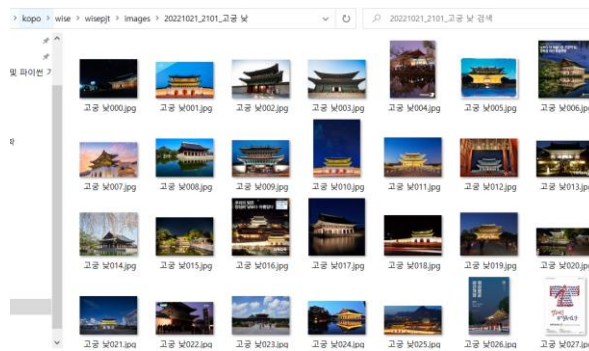 kopo > wise > wisepjt > images > 20221021_2101_고궁 낮
20221021_2101_고궁 낮 검색
및 파이썬
고궁 낮000.jpg 고궁 낮001.jpg 고궁 낮002.jpg 고궁 낮003.jpg 고궁 낮004.jpg 고궁 낮005.jpg 고궁 낮006.jpg
고궁 낮007.jpg 고궁 낮008.jpg 고궁 낮009.jpg 고궁 낮010.jpg 고궁 낮011.jpg 고궁 낮012.jpg 고궁 낮013.jpg
고궁 낮014.jpg 고궁 낮015.jpg 고궁 낮016.jpg 고궁 낮017.jpg 고궁 낮018.jpg 고궁 낮019.jpg 고궁 낮020.jpg
고궁 낮021.jpg 고궁 낮022.jpg 고궁 낮023.jpg 고궁 낮024.jpg 고궁 낮025.jpg 고궁 낮026.jpg 고궁 낮027.jpg